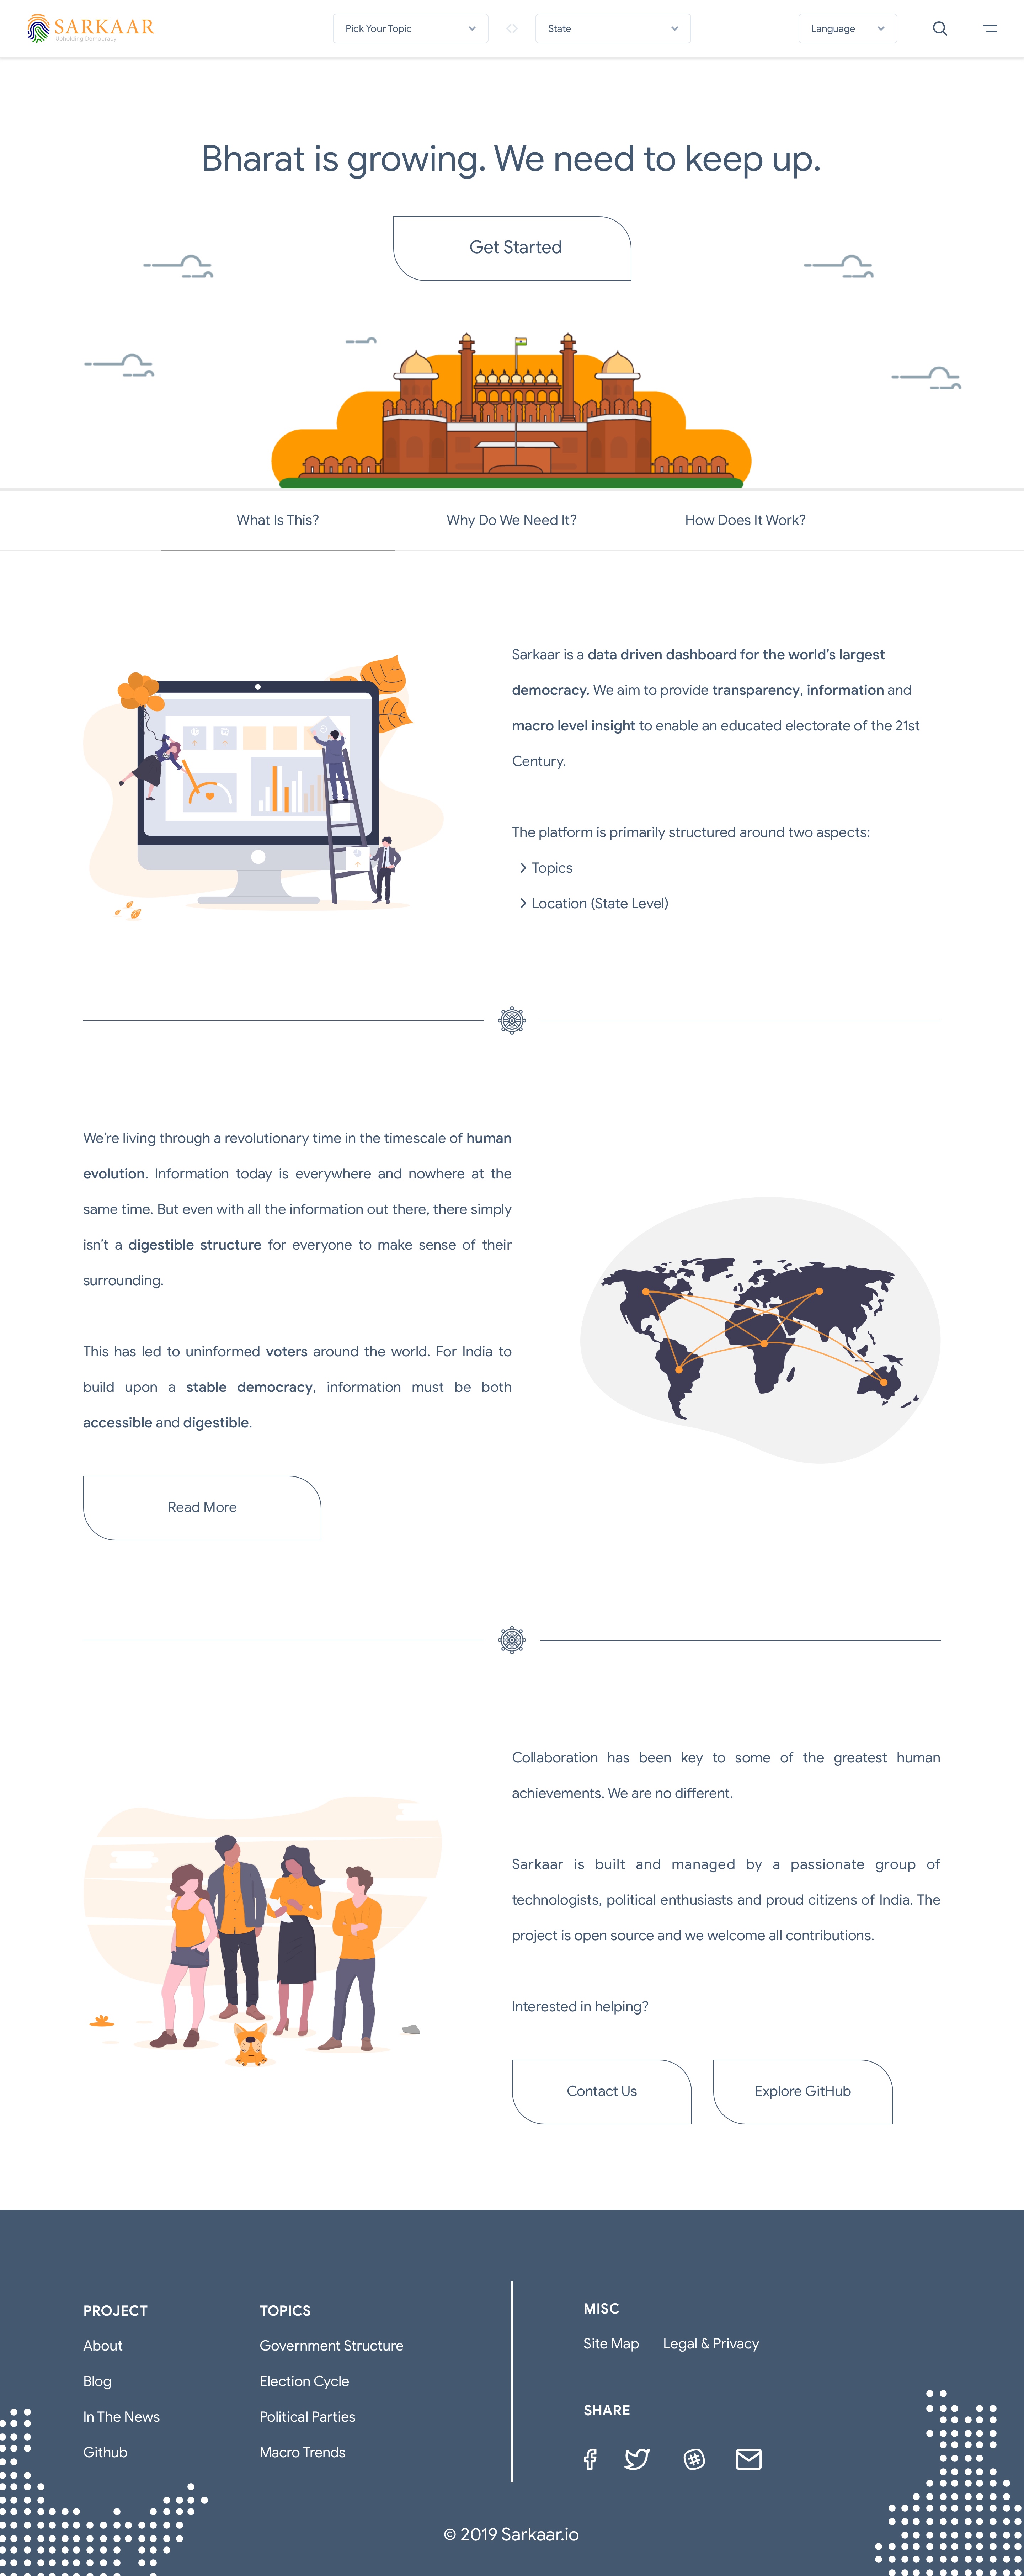 SARKAAR
Upholding Democracy
Pick Your Topic
State
Language
Bharat is growing. We need to keep up.
Get Started
What Is This?
Why Do We Need It?
How Does It Work?
Sarkaar is a data driven dashboard for the world’s largest
democracy. We aim to provide transparency, information and
macro level insight to enable an educated electorate of the 21st
Century.
The platform is primarily structured around two aspects:
Topics
Location (State Level)
We’re living through a revolutionary time in the timescale of human
evolution. Information today is everywhere and nowhere at the
same time. But even with all the information out there, there simply
isn’t a digestible structure for everyone to make sense of their
surrounding.
This has led to uninformed voters around the world. For India to
build upon a stable democracy, information must be both
accessible and digestible.
Read More
Collaboration has been key to some of the greatest human
achievements. We are no different.
Sarkaar is built and managed by a passionate group of
technologists, political enthusiasts and proud citizens of India. The
project is open source and we welcome all contributions.
Interested in helping?
Contact Us
Explore GitHub
PROJECT
About
Blog
In The News
Github
TOPICS
Government Structure
Election Cycle
Political Parties
Macro Trends
MISC
Site Map
Legal & Privacy
SHARE
© 2019 Sarkaar.io